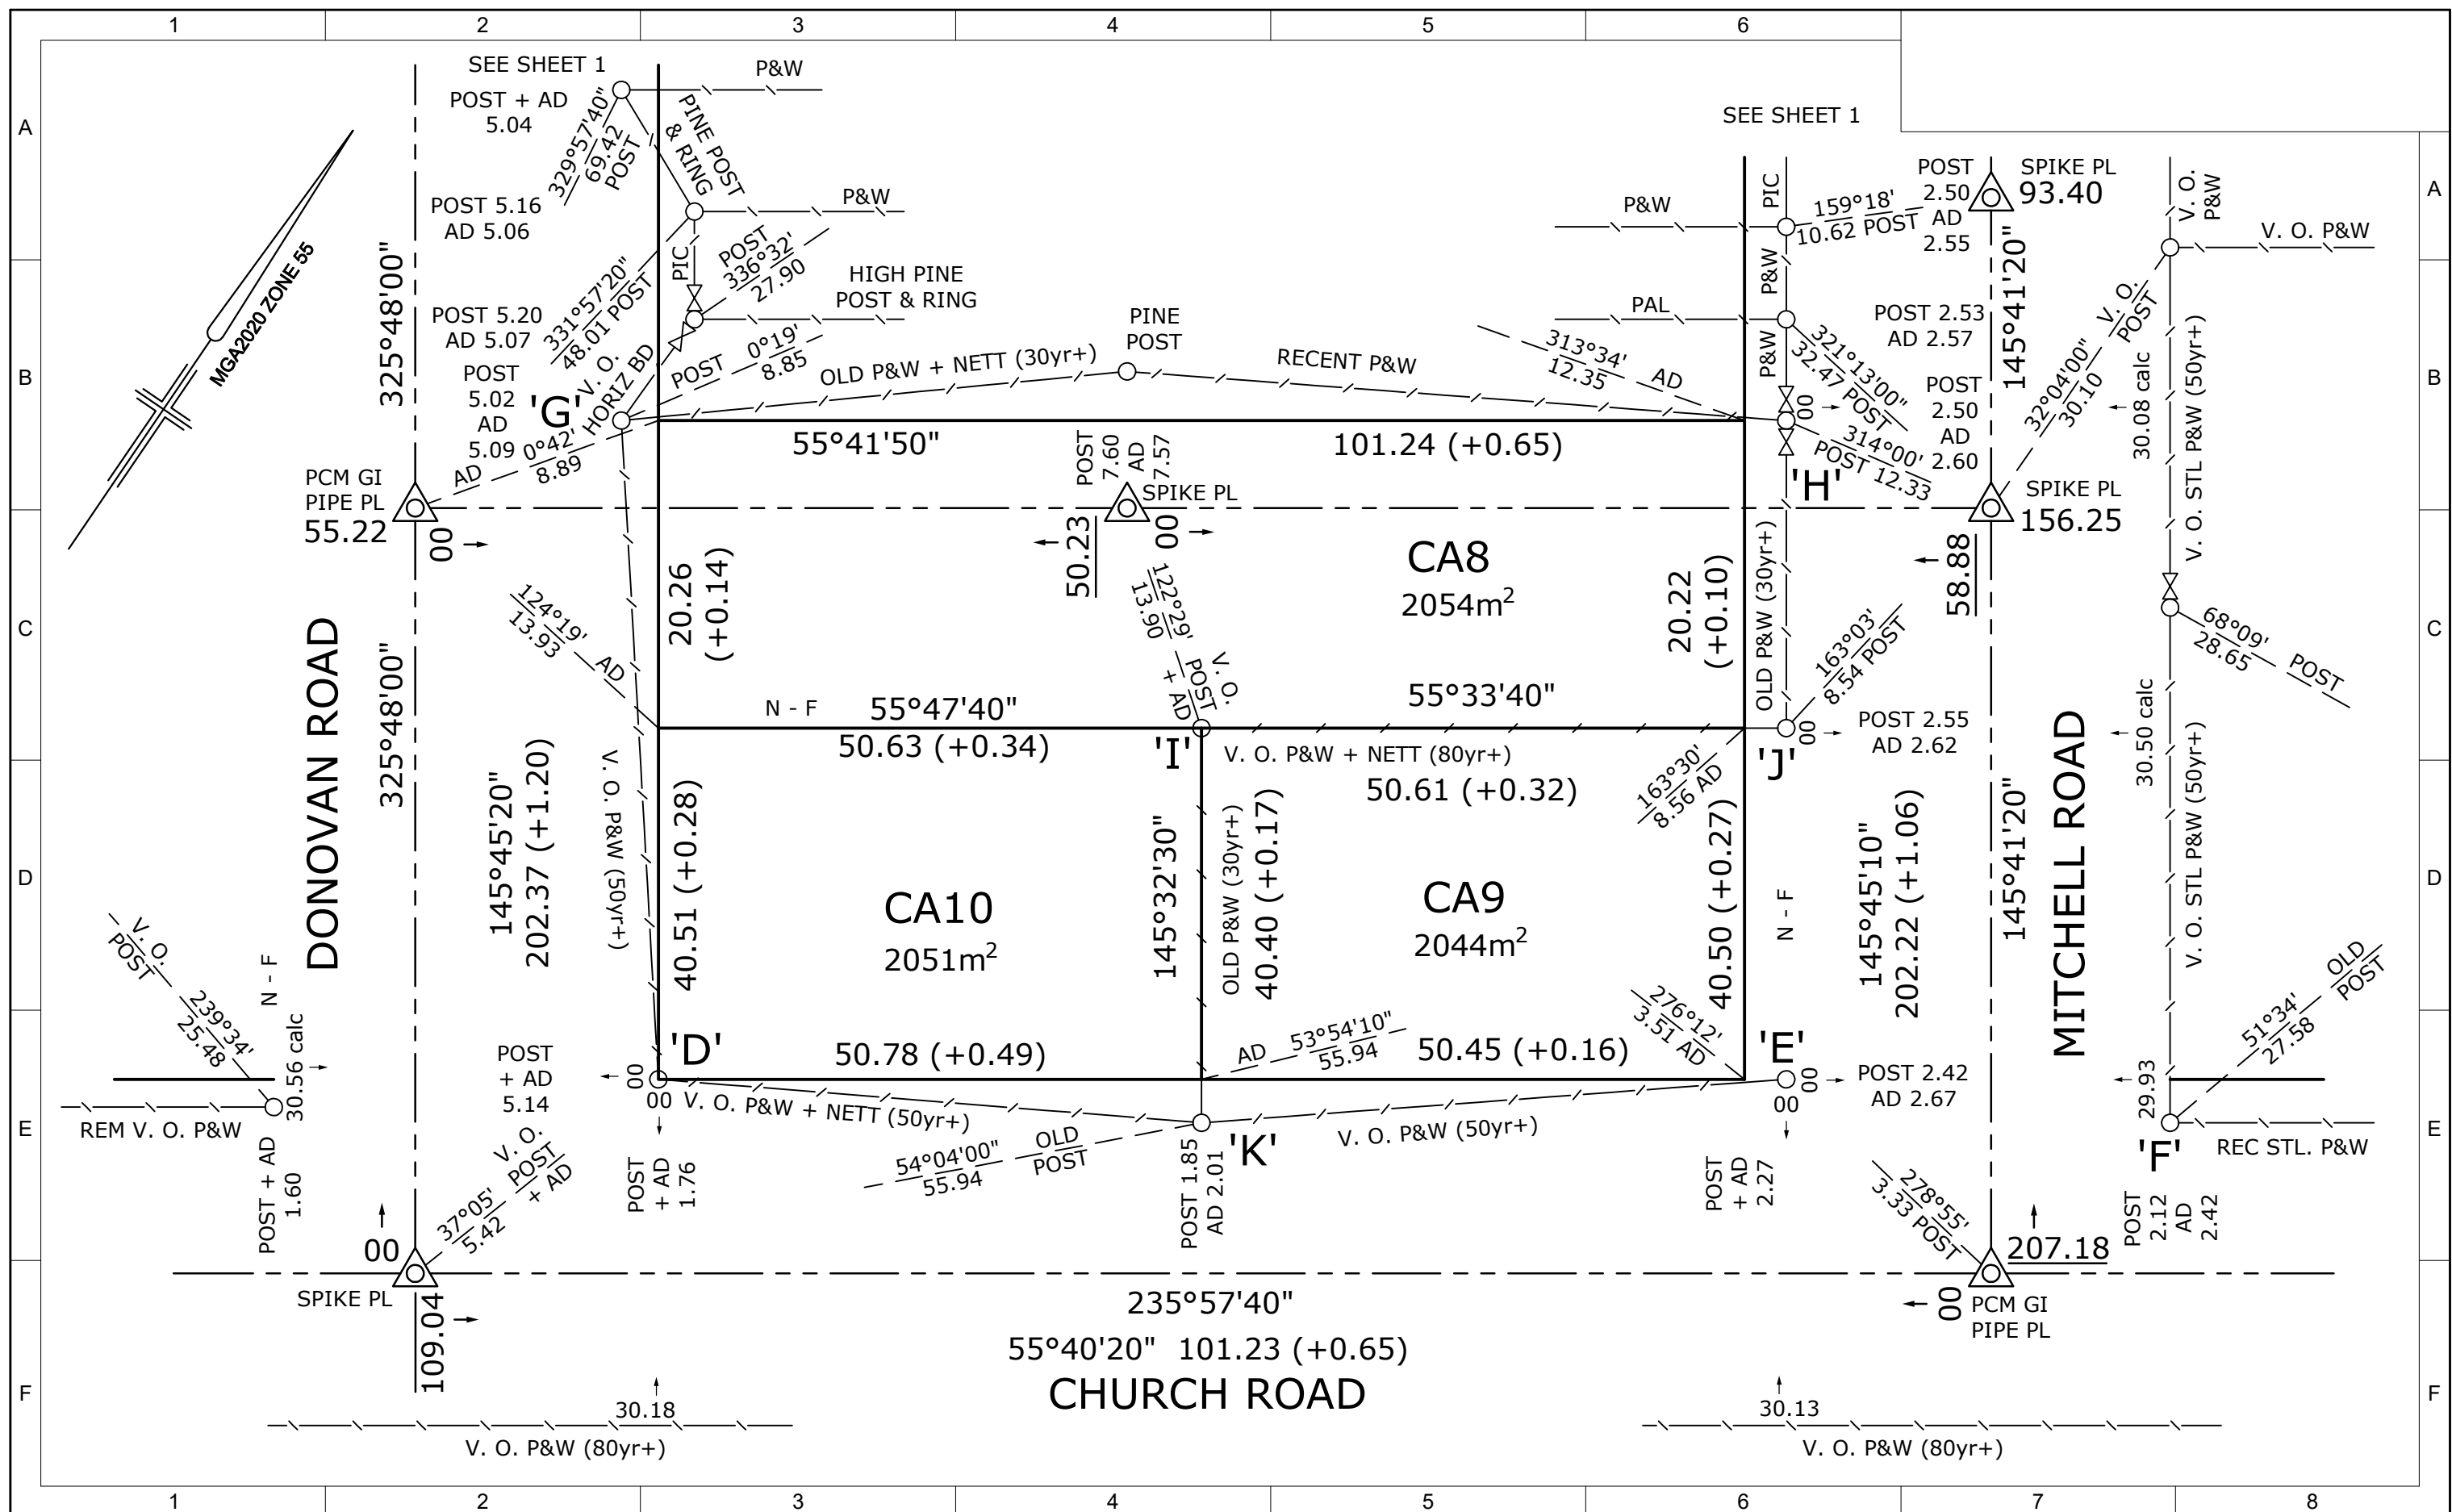 1 2 3 4 5 6
A
B
C
D
E
F
SEE SHEET 1
POST + AD
5.04
329°57'40"
69.42
POST
PINE POST
& RING
P&W
POST 5.16
AD 5.06
P&W
331°57'20"
48.01 POST
PIC
POST
336°32'
27.90
HIGH PINE
POST & RING
POST 5.20
AD 5.07
V. O.
HORIZ BD
POST
5.02
AD
5.09
'G'
POST
0°19'
8.85
OLD P&W + NETT (30yr+)
PINE
POST
RECENT P&W
AD
0°42'
8.89
MGA2020 ZONE 55
325°48'00"
PCM GI
PIPE PL
55.22
00
55°41'50"
101.24 (+0.65)
POST
7.60
AD
7.57
SPIKE PL
50.23
00
SEE SHEET 1
P&W
PIC
159°18'
10.62 POST
POST
2.50
AD
2.55
SPIKE PL
93.40
P&W
PAL
P&W
313°34'
12.35
AD
321°13'00"
32.47 POST
POST 2.53
AD 2.57
145°41'20"
00
314°00'
POST 12.33
POST
2.50
AD
2.60
'H'
V. O.
P&W
V. O. P&W
V. O.
POST
32°04'00"
30.10
30.08 calc
V. O. STL P&W (50yr+)
SPIKE PL
156.25
58.88
DONOVAN ROAD
325°48'00"
124°19'
13.93
AD
20.26
(+0.14)
CA8
2054m²
20.22
(+0.10)
OLD P&W (30yr+)
122°29'
13.90
V. O.
POST
+ AD
N - F
55°47'40"
50.63 (+0.34)
55°33'40"
'I'
V. O. P&W + NETT (80yr+)
50.61 (+0.32)
163°03'
8.54 POST
00
POST 2.55
AD 2.62
'J'
163°30'
8.56 AD
68°09'
28.65
POST
30.50 calc
V. O. STL P&W (50yr+)
MITCHELL ROAD
145°45'20"
202.37 (+1.20)
V. O. P&W (50yr+)
40.51 (+0.28)
CA10
2051m²
145°32'30"
OLD P&W (30yr+)
40.40 (+0.17)
CA9
2044m²
40.50 (+0.27)
N - F
145°45'10"
202.22 (+1.06)
145°41'20"
V. O.
POST
239°34'
25.48
N - F
30.56 calc
REM V. O. P&W
POST + AD
1.60
POST
+ AD
5.14
00
'D'
50.78 (+0.49)
AD
53°54'10"
55.94
50.45 (+0.16)
276°12'
3.51 AD
'E'
00
POST 2.42
AD 2.67
00
V. O. P&W + NETT (50yr+)
00
V. O. P&W (50yr+)
54°04'00"
55.94
OLD
POST
'K'
POST 1.85
AD 2.01
POST
+ AD
1.76
POST
+ AD
2.27
29.93
OLD
POST
51°34'
27.58
'F'
REC STL. P&W
POST
2.12
AD
2.42
V. O.
POST
+ AD
37°05'
5.42
00
SPIKE PL
109.04
278°55'
3.33 POST
207.18
00
PCM GI
PIPE PL
235°57'40"
55°40'20" 101.23 (+0.65)
CHURCH ROAD
30.18
V. O. P&W (80yr+)
30.13
V. O. P&W (80yr+)
A
B
C
D
E
F
1 2 3 4 5 6 7 8